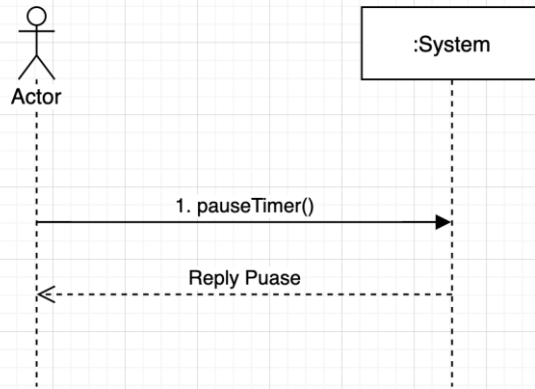 :System
Actor
1. pauseTimer()
Reply Puase